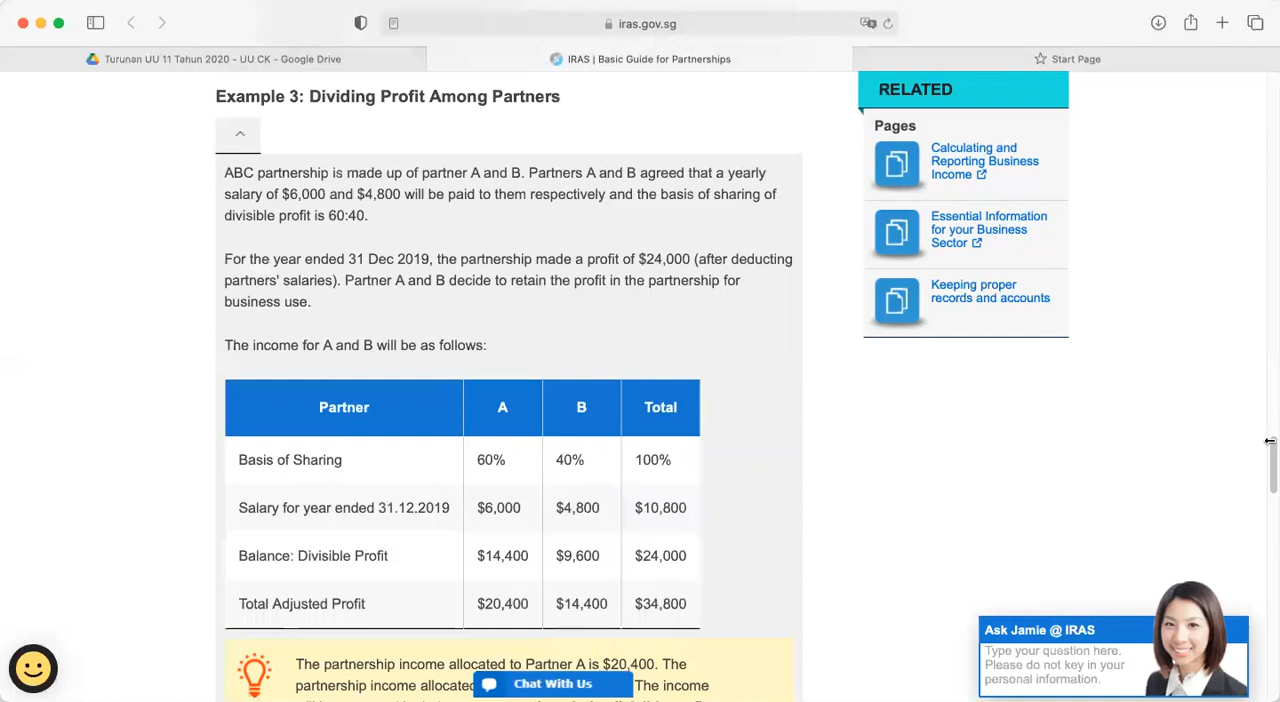 iras.gov.sg
Turunan UU 11 Tahun 2020 - UU CK - Google Drive
IRAS | Basic Guide for Partnerships
Start Page
Example 3: Dividing Profit Among Partners
ABC partnership is made up of partner A and B. Partners A and B agreed that a yearly
salary of $6,000 and $4,800 will be paid to them respectively and the basis of sharing of
divisible profit is 60:40.
For the year ended 31 Dec 2019, the partnership made a profit of $24,000 (after deducting
partners' salaries). Partner A and B decide to retain the profit in the partnership for
business use.
The income for A and B will be as follows:
Partner A B Total
Basis of Sharing 60% 40% 100%
Salary for year ended 31.12.2019 $6,000 $4,800 $10,800
Balance: Divisible Profit $14,400 $9,600 $24,000
Total Adjusted Profit $20,400 $14,400 $34,800
The partnership income allocated to Partner A is $20,400. The
partnership income allocated
The income
Chat With Us
RELATED
Pages
Calculating and
Reporting Business
Income
Essential Information
for your Business
Sector
Keeping proper
records and accounts
Ask Jamie @ IRAS
Type your question here.
Please do not key in your
personal information.